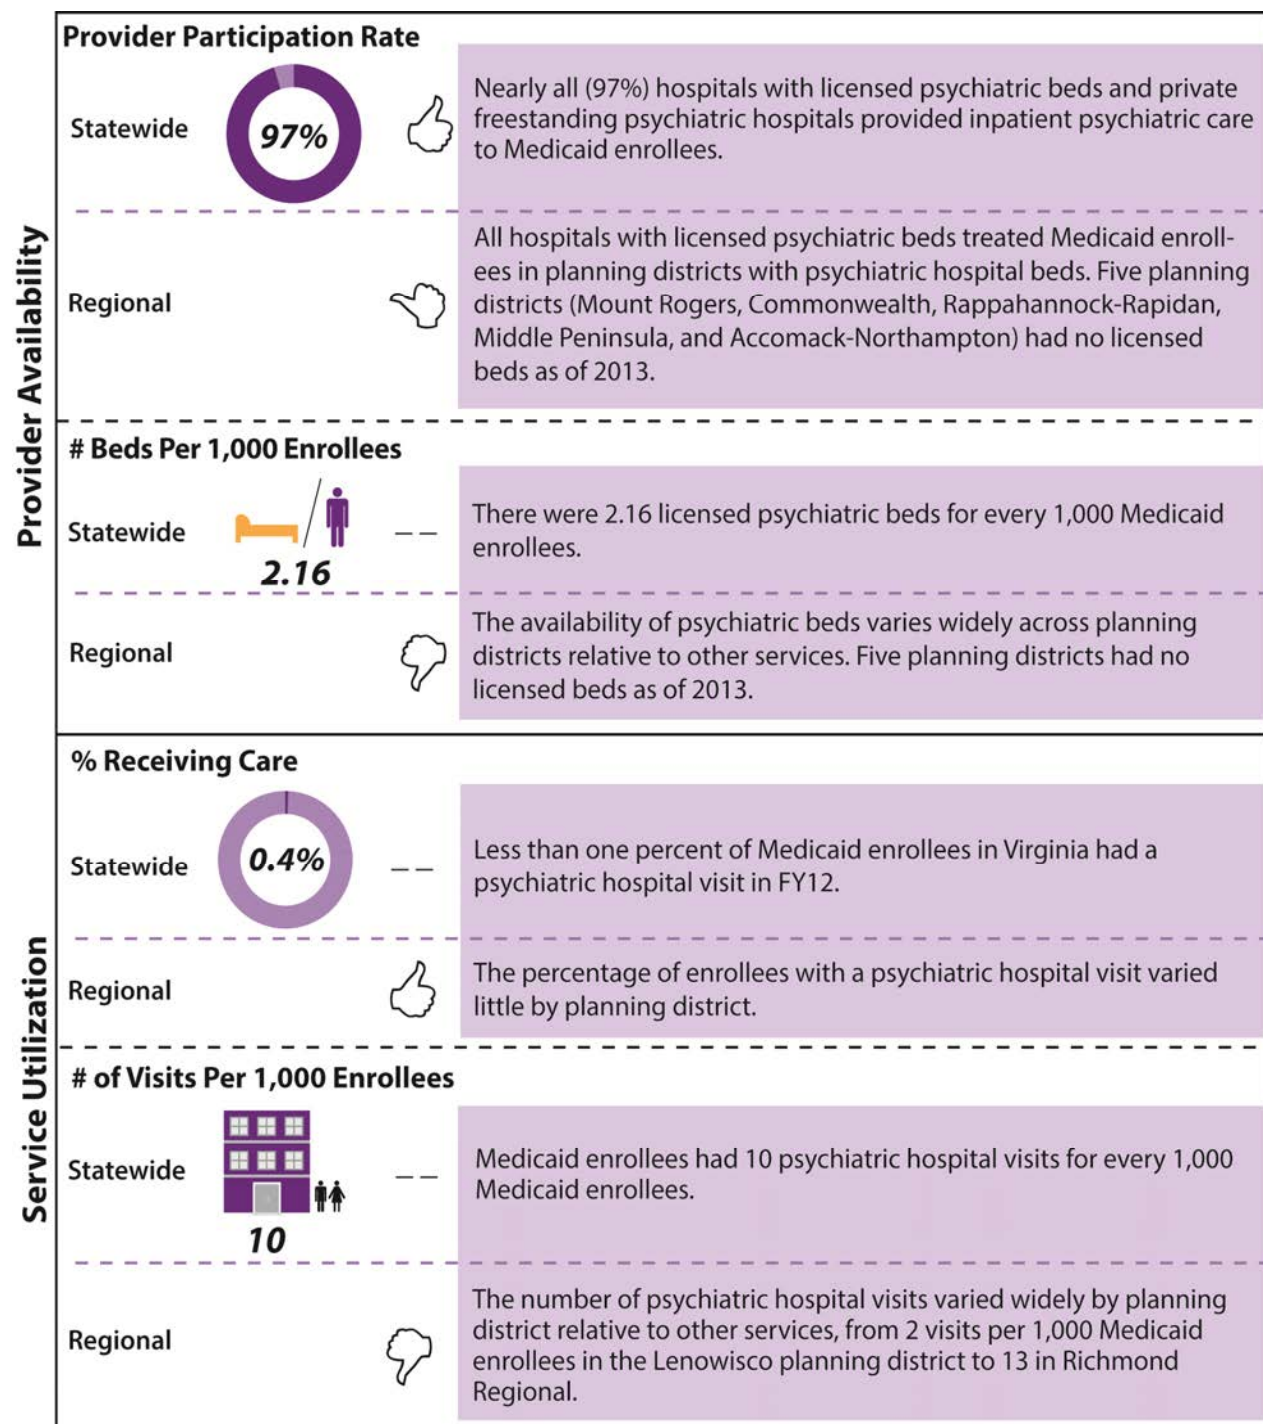 Provider Availability
Provider Participation Rate
Statewide
97%
Nearly all (97%) hospitals with licensed psychiatric beds and private
freestanding psychiatric hospitals provided inpatient psychiatric care
to Medicaid enrollees.
Regional
All hospitals with licensed psychiatric beds treated Medicaid enroll-
ees in planning districts with psychiatric hospital beds. Five planning
districts (Mount Rogers, Commonwealth, Rappahannock-Rapidan,
Middle Peninsula, and Accomack-Northampton) had no licensed
beds as of 2013.
# Beds Per 1,000 Enrollees
Statewide
2.16
There were 2.16 licensed psychiatric beds for every 1,000 Medicaid
enrollees.
Regional
The availability of psychiatric beds varies widely across planning
districts relative to other services. Five planning districts had no
licensed beds as of 2013.
Service Utilization
% Receiving Care
Statewide
0.4%
Less than one percent of Medicaid enrollees in Virginia had a
psychiatric hospital visit in FY12.
Regional
The percentage of enrollees with a psychiatric hospital visit varied
little by planning district.
# of Visits Per 1,000 Enrollees
Statewide
10
Medicaid enrollees had 10 psychiatric hospital visits for every 1,000
Medicaid enrollees.
Regional
The number of psychiatric hospital visits varied widely by planning
district relative to other services, from 2 visits per 1,000 Medicaid
enrollees in the Lenowisco planning district to 13 in Richmond
Regional.